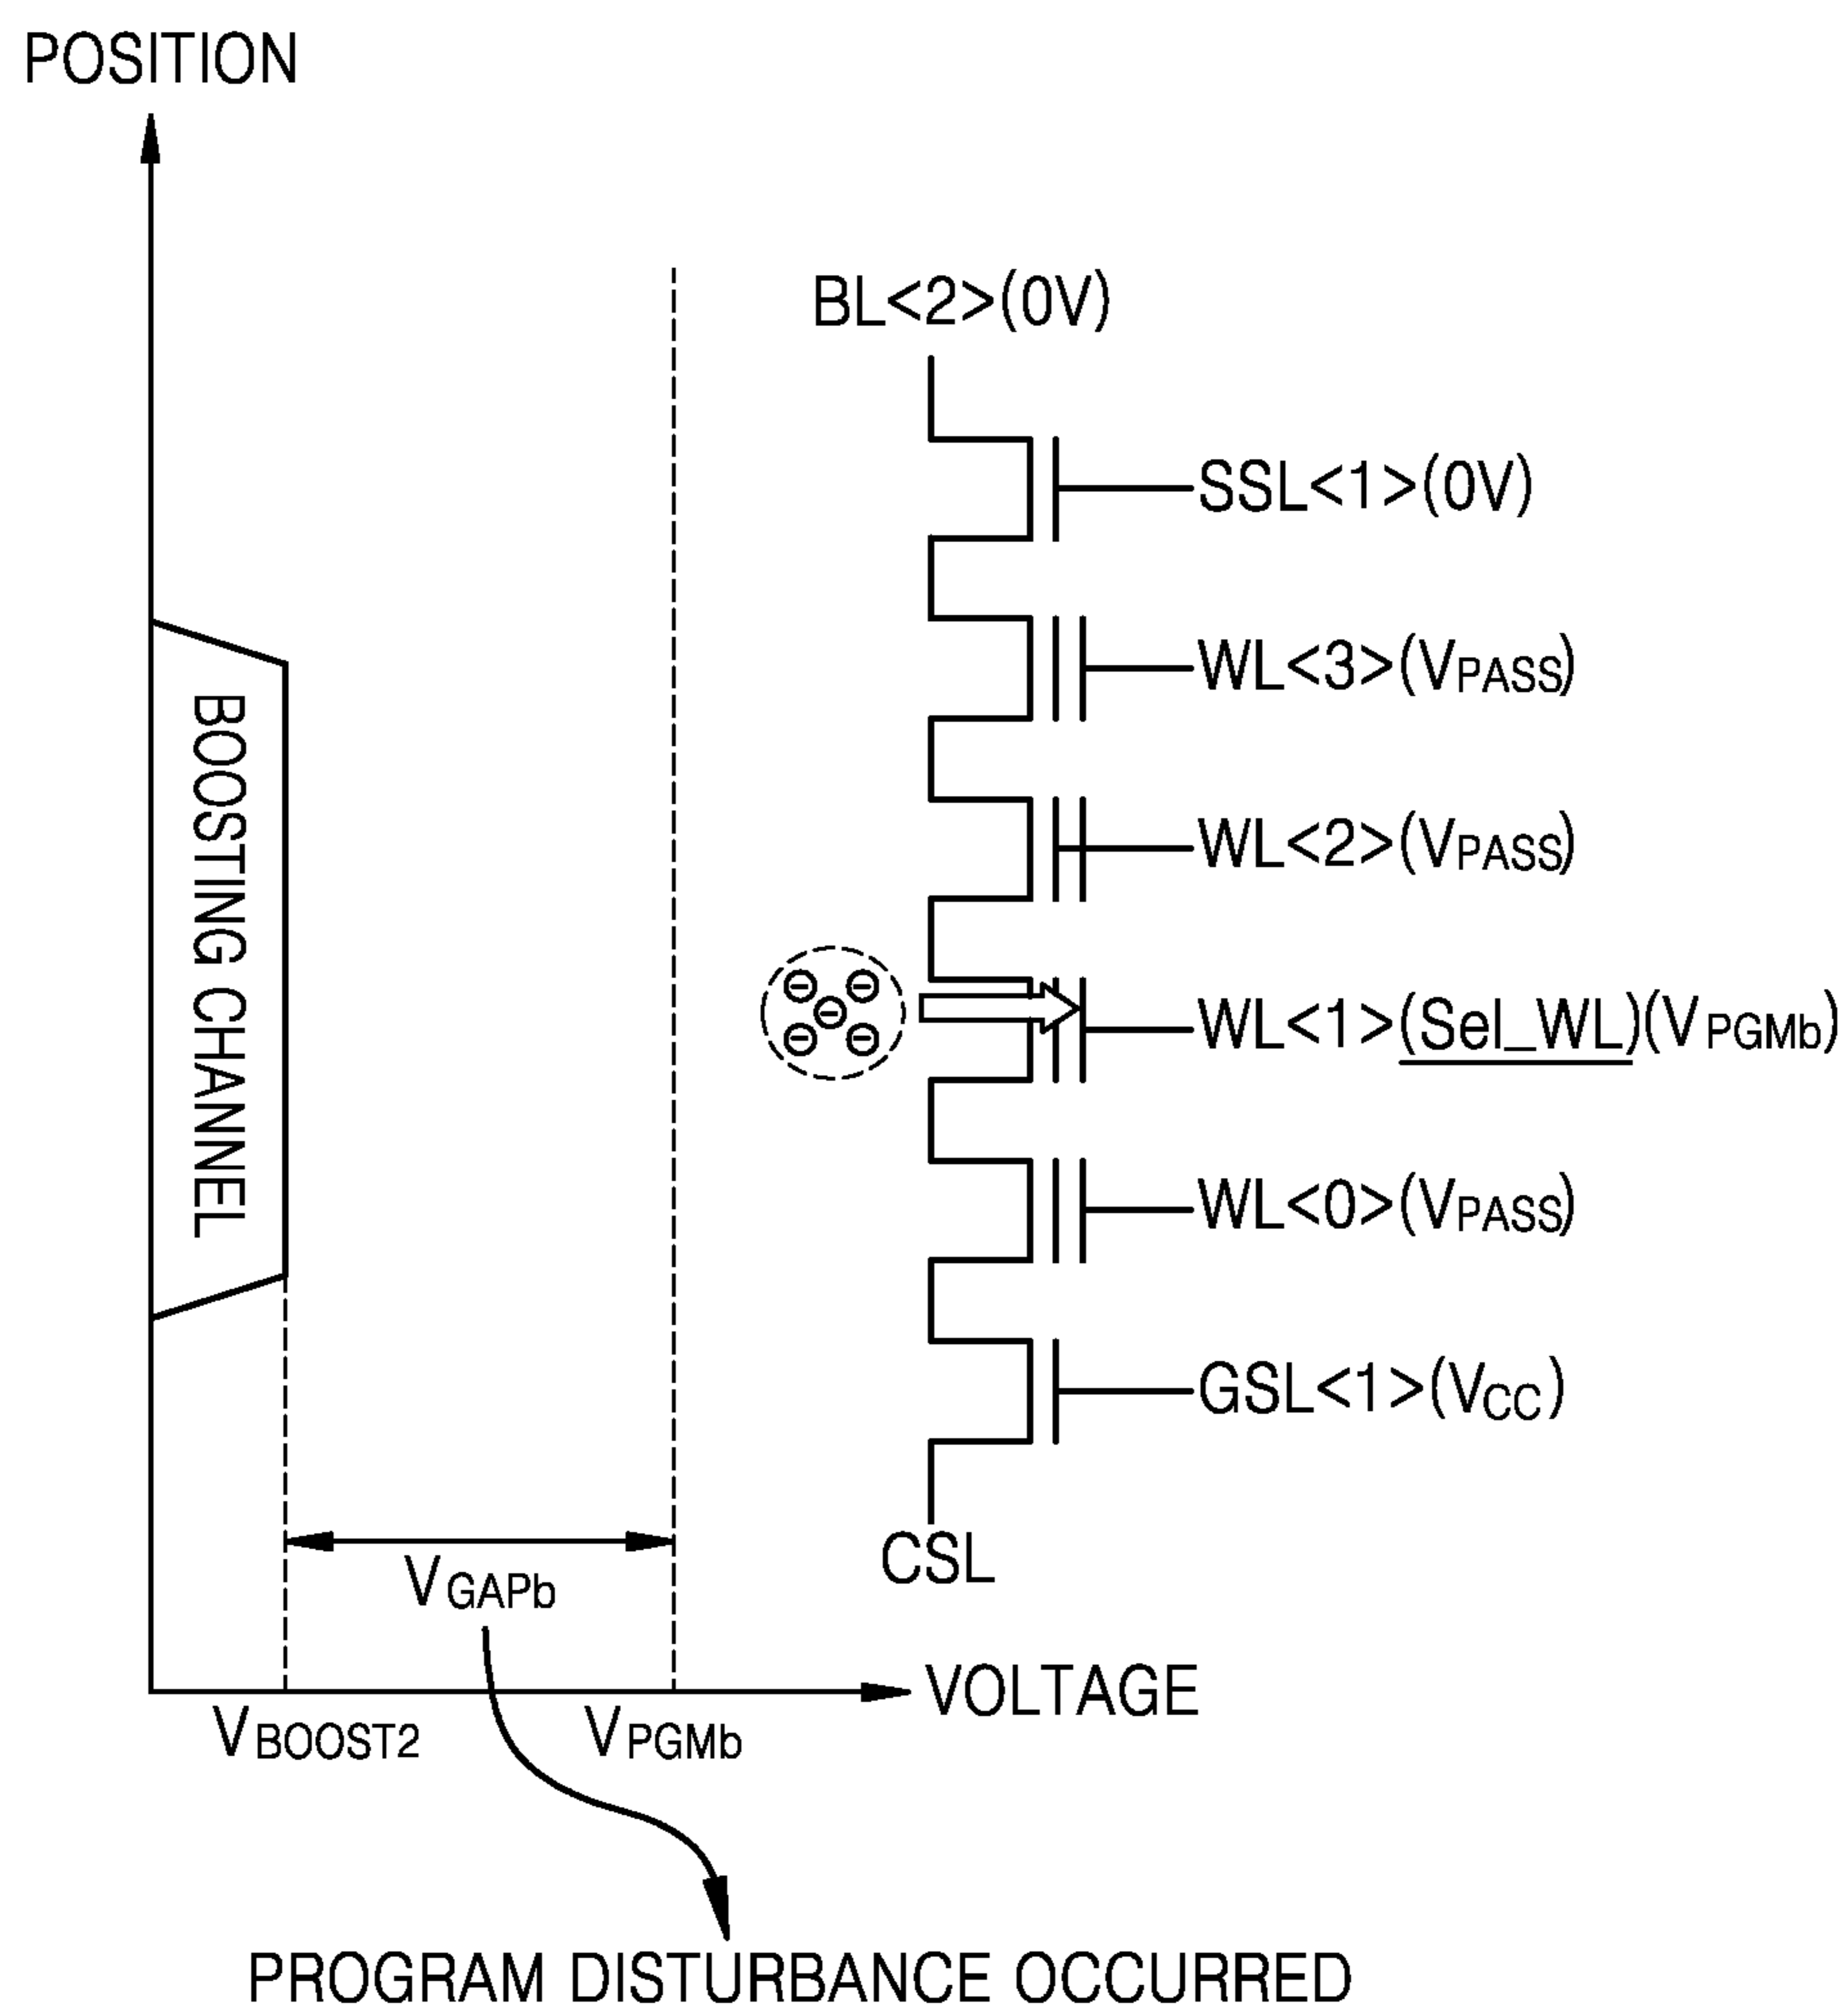 POSITION
BL<2>(0V)
SSL<1>(0V)
WL<3>(VPASS)
WL<2>(VPASS)
BOOSTING CHANNEL
WL<1>(Sel_WL)(VPGMb)
WL<0>(VPASS)
GSL<1>(VCC)
CSL
VGAPb
VOLTAGE
VBOOST2
VPGMb
PROGRAM DISTURBANCE OCCURRED